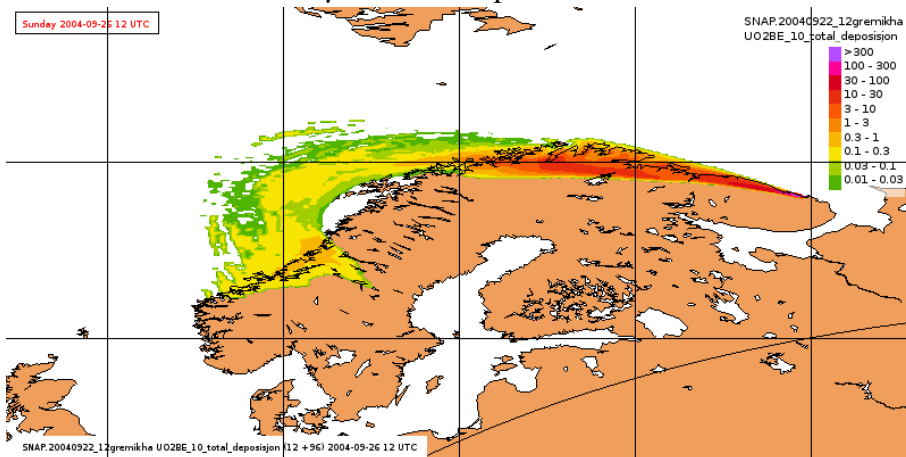 Sunday 2004-09-26 12 UTC
SNAP.20040922_12gremikha
UO2BE_10_total_deposisjon
>300
100 - 300
30 - 100
10 - 30
3 - 10
1 - 3
0.3 - 1
0.1 - 0.3
0.03 - 0.1
0.01 - 0.03
SNAP.20040922_12gremikha UO2BE_10_total_deposisjon (12 +96) 2004-09-26 12 UTC